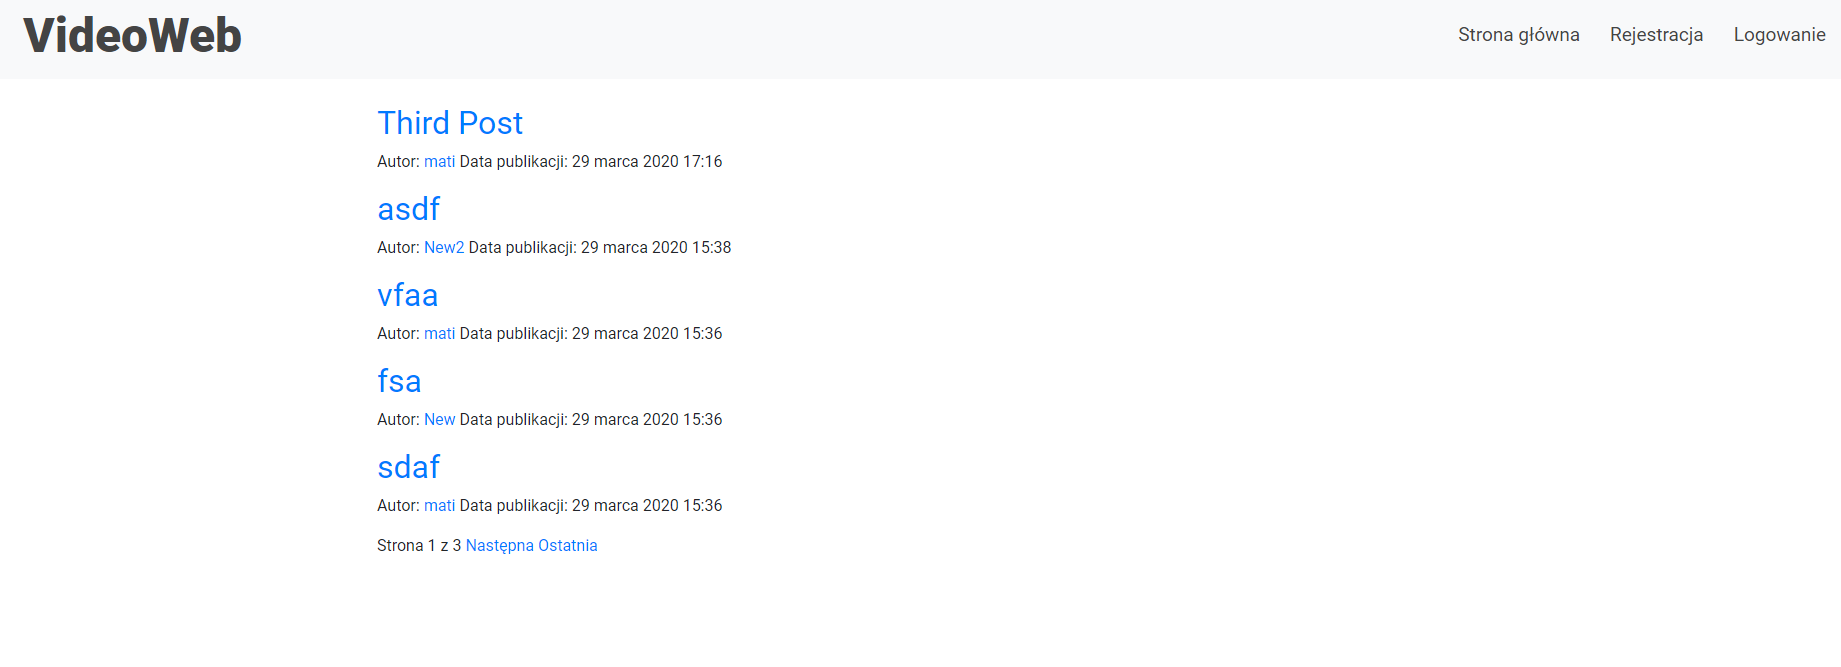 VideoWeb
Strona główna Rejestracja Logowanie
Third Post
Autor: mati Data publikacji: 29 marca 2020 17:16
asdf
Autor: New2 Data publikacji: 29 marca 2020 15:38
vfaa
Autor: mati Data publikacji: 29 marca 2020 15:36
fsa
Autor: New Data publikacji: 29 marca 2020 15:36
sdaf
Autor: mati Data publikacji: 29 marca 2020 15:36
Strona 1 z 3 Następna Ostatnia